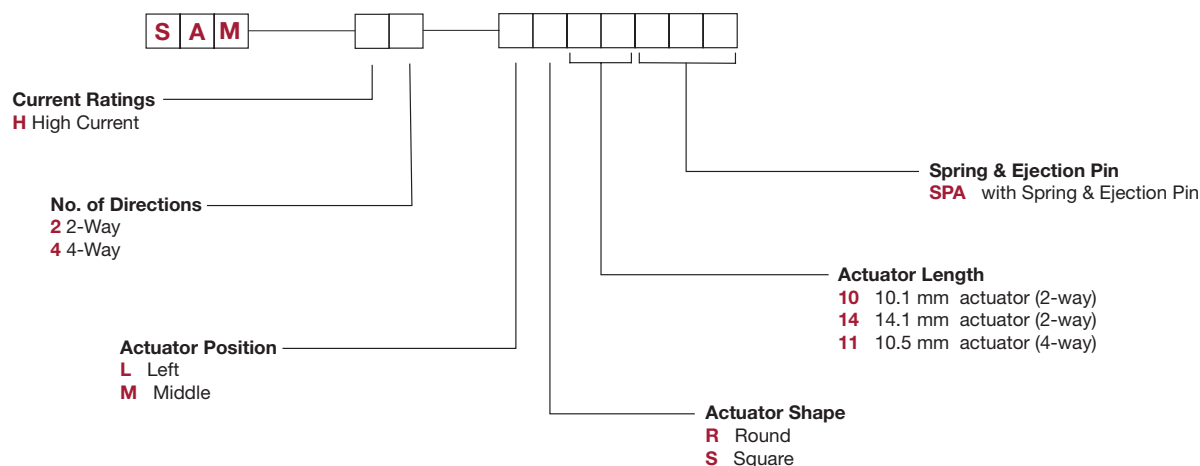 SAM
Current Ratings
H High Current
No. of Directions
2 2-Way
4 4-Way
Actuator Position
L Left
M Middle
Spring & Ejection Pin
SPA with Spring & Ejection Pin
Actuator Length
10 10.1 mm actuator (2-way)
14 14.1 mm actuator (2-way)
11 10.5 mm actuator (4-way)
Actuator Shape
R Round
S Square